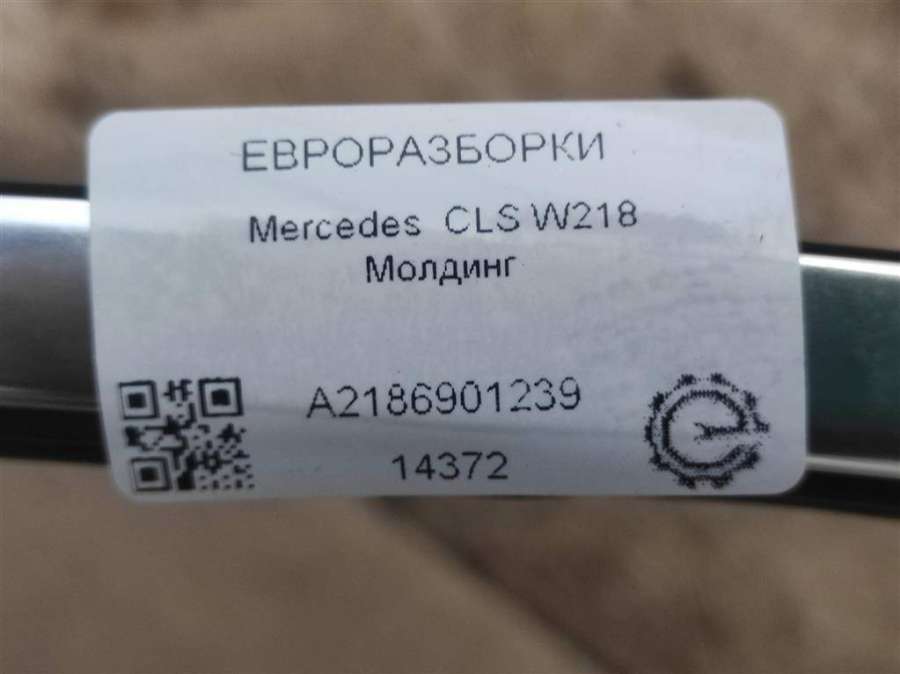 ЕВРОРАЗБОРКИ
Mercedes CLS W218
Молдинг
A2186901239
14372